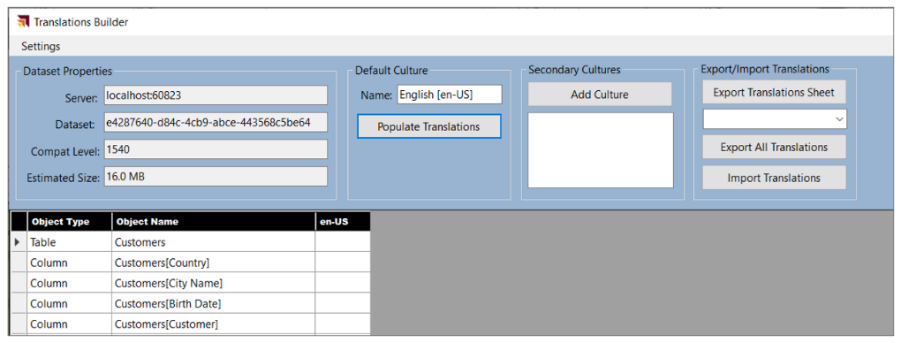 Translations Builder
Settings
Dataset Properties
Server: localhost:60823
Dataset: e4287640-d84c-4cb9-abce-443568c5be64
Compat Level: 1540
Estimated Size: 16.0 MB
Default Culture
Name: English [en-US]
Populate Translations
Secondary Cultures
Add Culture
Export/Import Translations
Export Translations Sheet
Export All Translations
Import Translations
Object Type Object Name en-US
Table Customers
Column Customers[Country]
Column Customers[City Name]
Column Customers[Birth Date]
Column Customers[Customer]